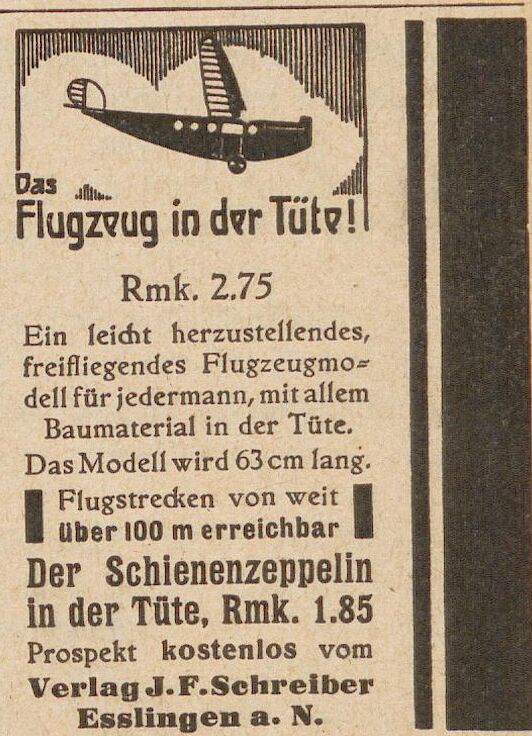 Das
Flugzeug in der Tüte!
Rmk. 2.75
Ein leicht herzustellendes,
freifliegendes Flugzeugmo=
dell für jedermann, mit allem
Baumaterial in der Tüte.
Das Modell wird 63 cm lang.
Flugstrecken von weit
über 100 m erreichbar
Der Schienenzeppelin
in der Tüte, Rmk. 1.85
Prospekt kostenlos vom
Verlag J. F. Schreiber
Esslingen a. N.